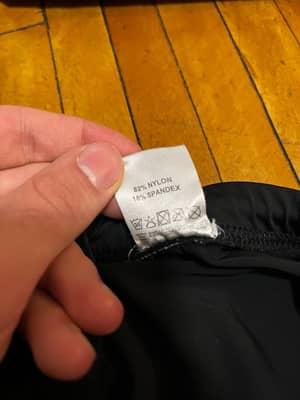 82% NYLON
18% SPANDEX